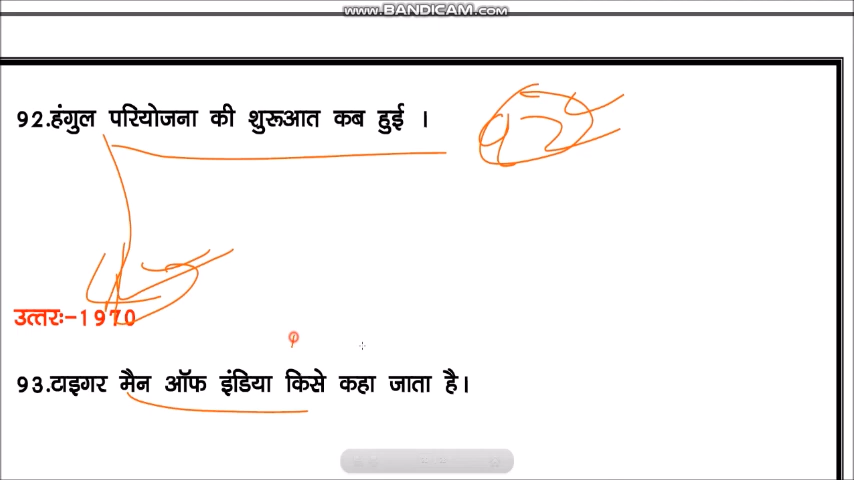 www.BANDICAM.com
92.हंगुल परियोजना की शुरूआत कब हुई ।
उत्तरः-1970
93.टाइगर मैन ऑफ इंडिया किसे कहा जाता है।